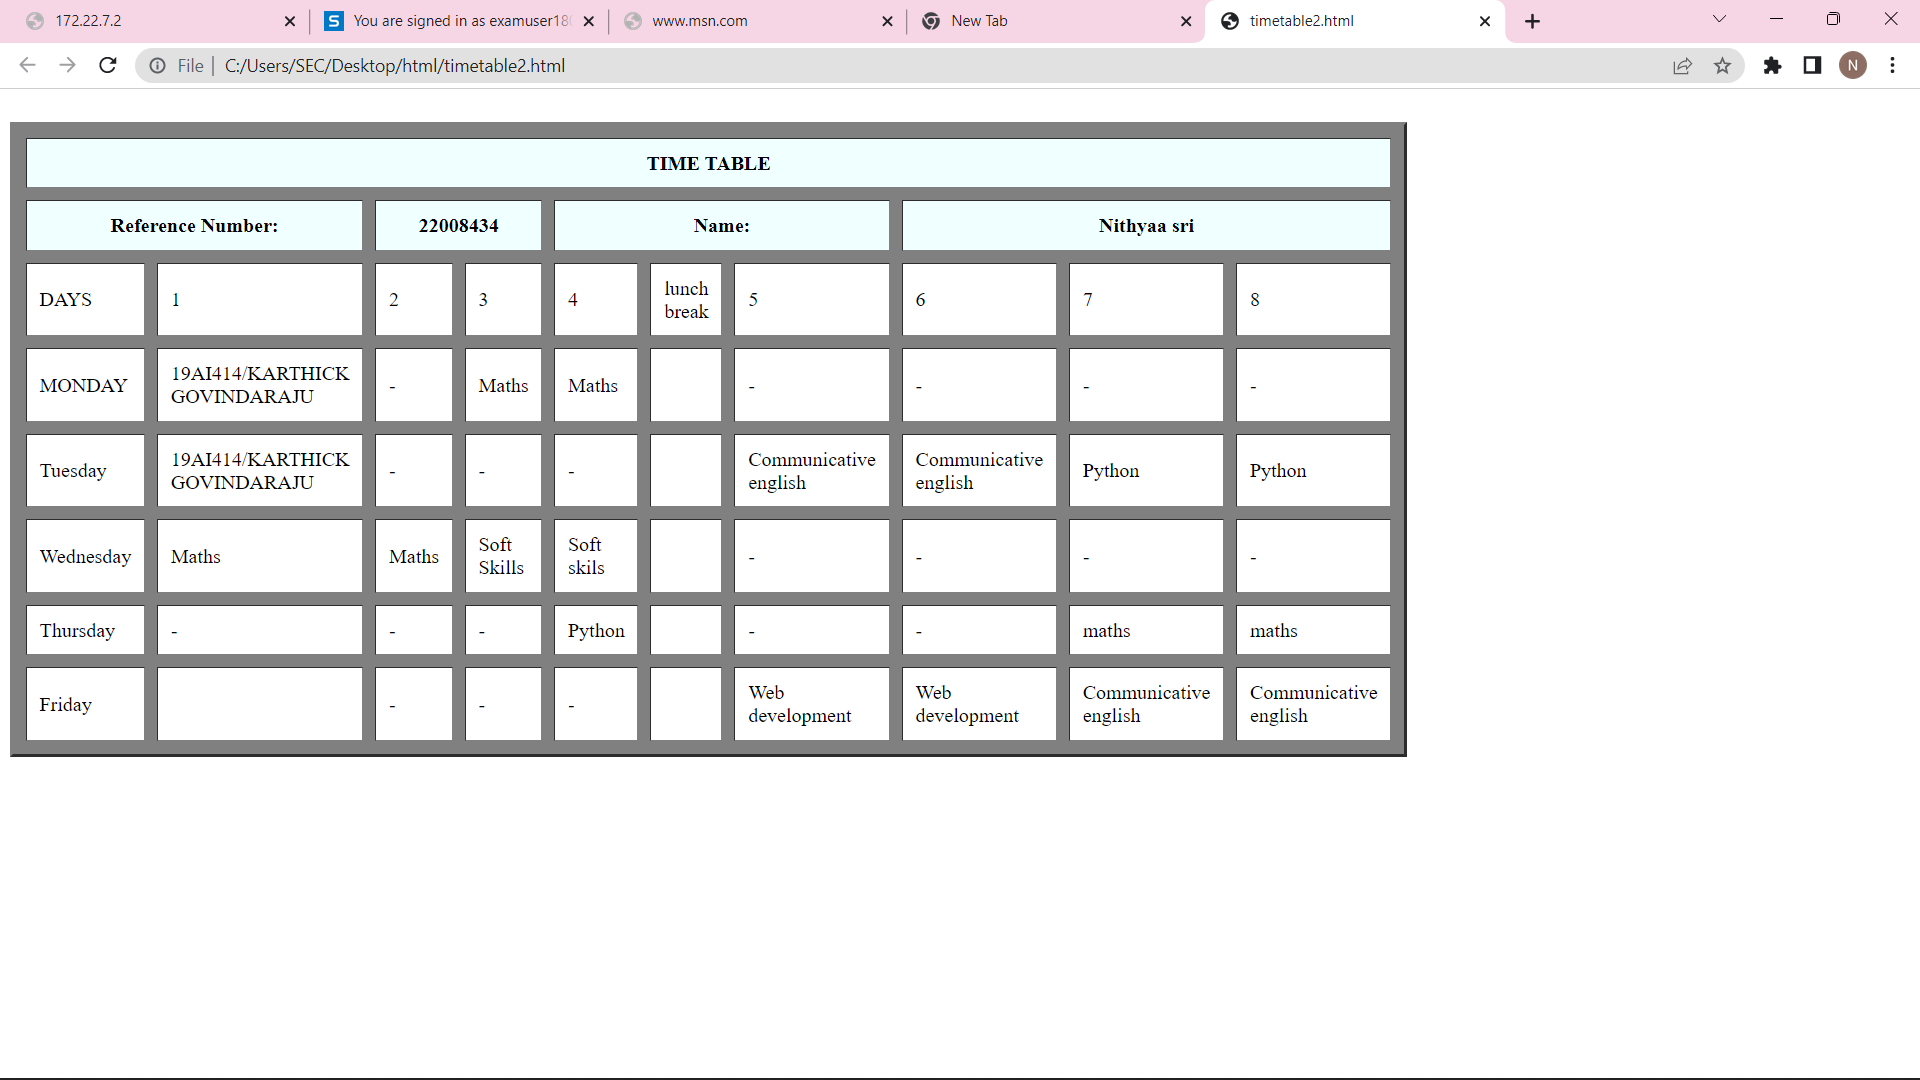 172.22.7.2
You are signed in as examuser18
www.msn.com
New Tab
timetable2.html
File | C:/Users/SEC/Desktop/html/timetable2.html
N
TIME TABLE
Reference Number: 22008434 Name: Nithyaa sri
DAYS 1 2 3 4 lunch break 5 6 7 8
MONDAY 19AI414/KARTHICK GOVINDARAJU - Maths Maths - - - -
Tuesday 19AI414/KARTHICK GOVINDARAJU - - - Communicative english Communicative english Python Python
Wednesday Maths Maths Soft Skills Soft skils - - - -
Thursday - - - Python - - maths maths
Friday - - - Web development Web development Communicative english Communicative english